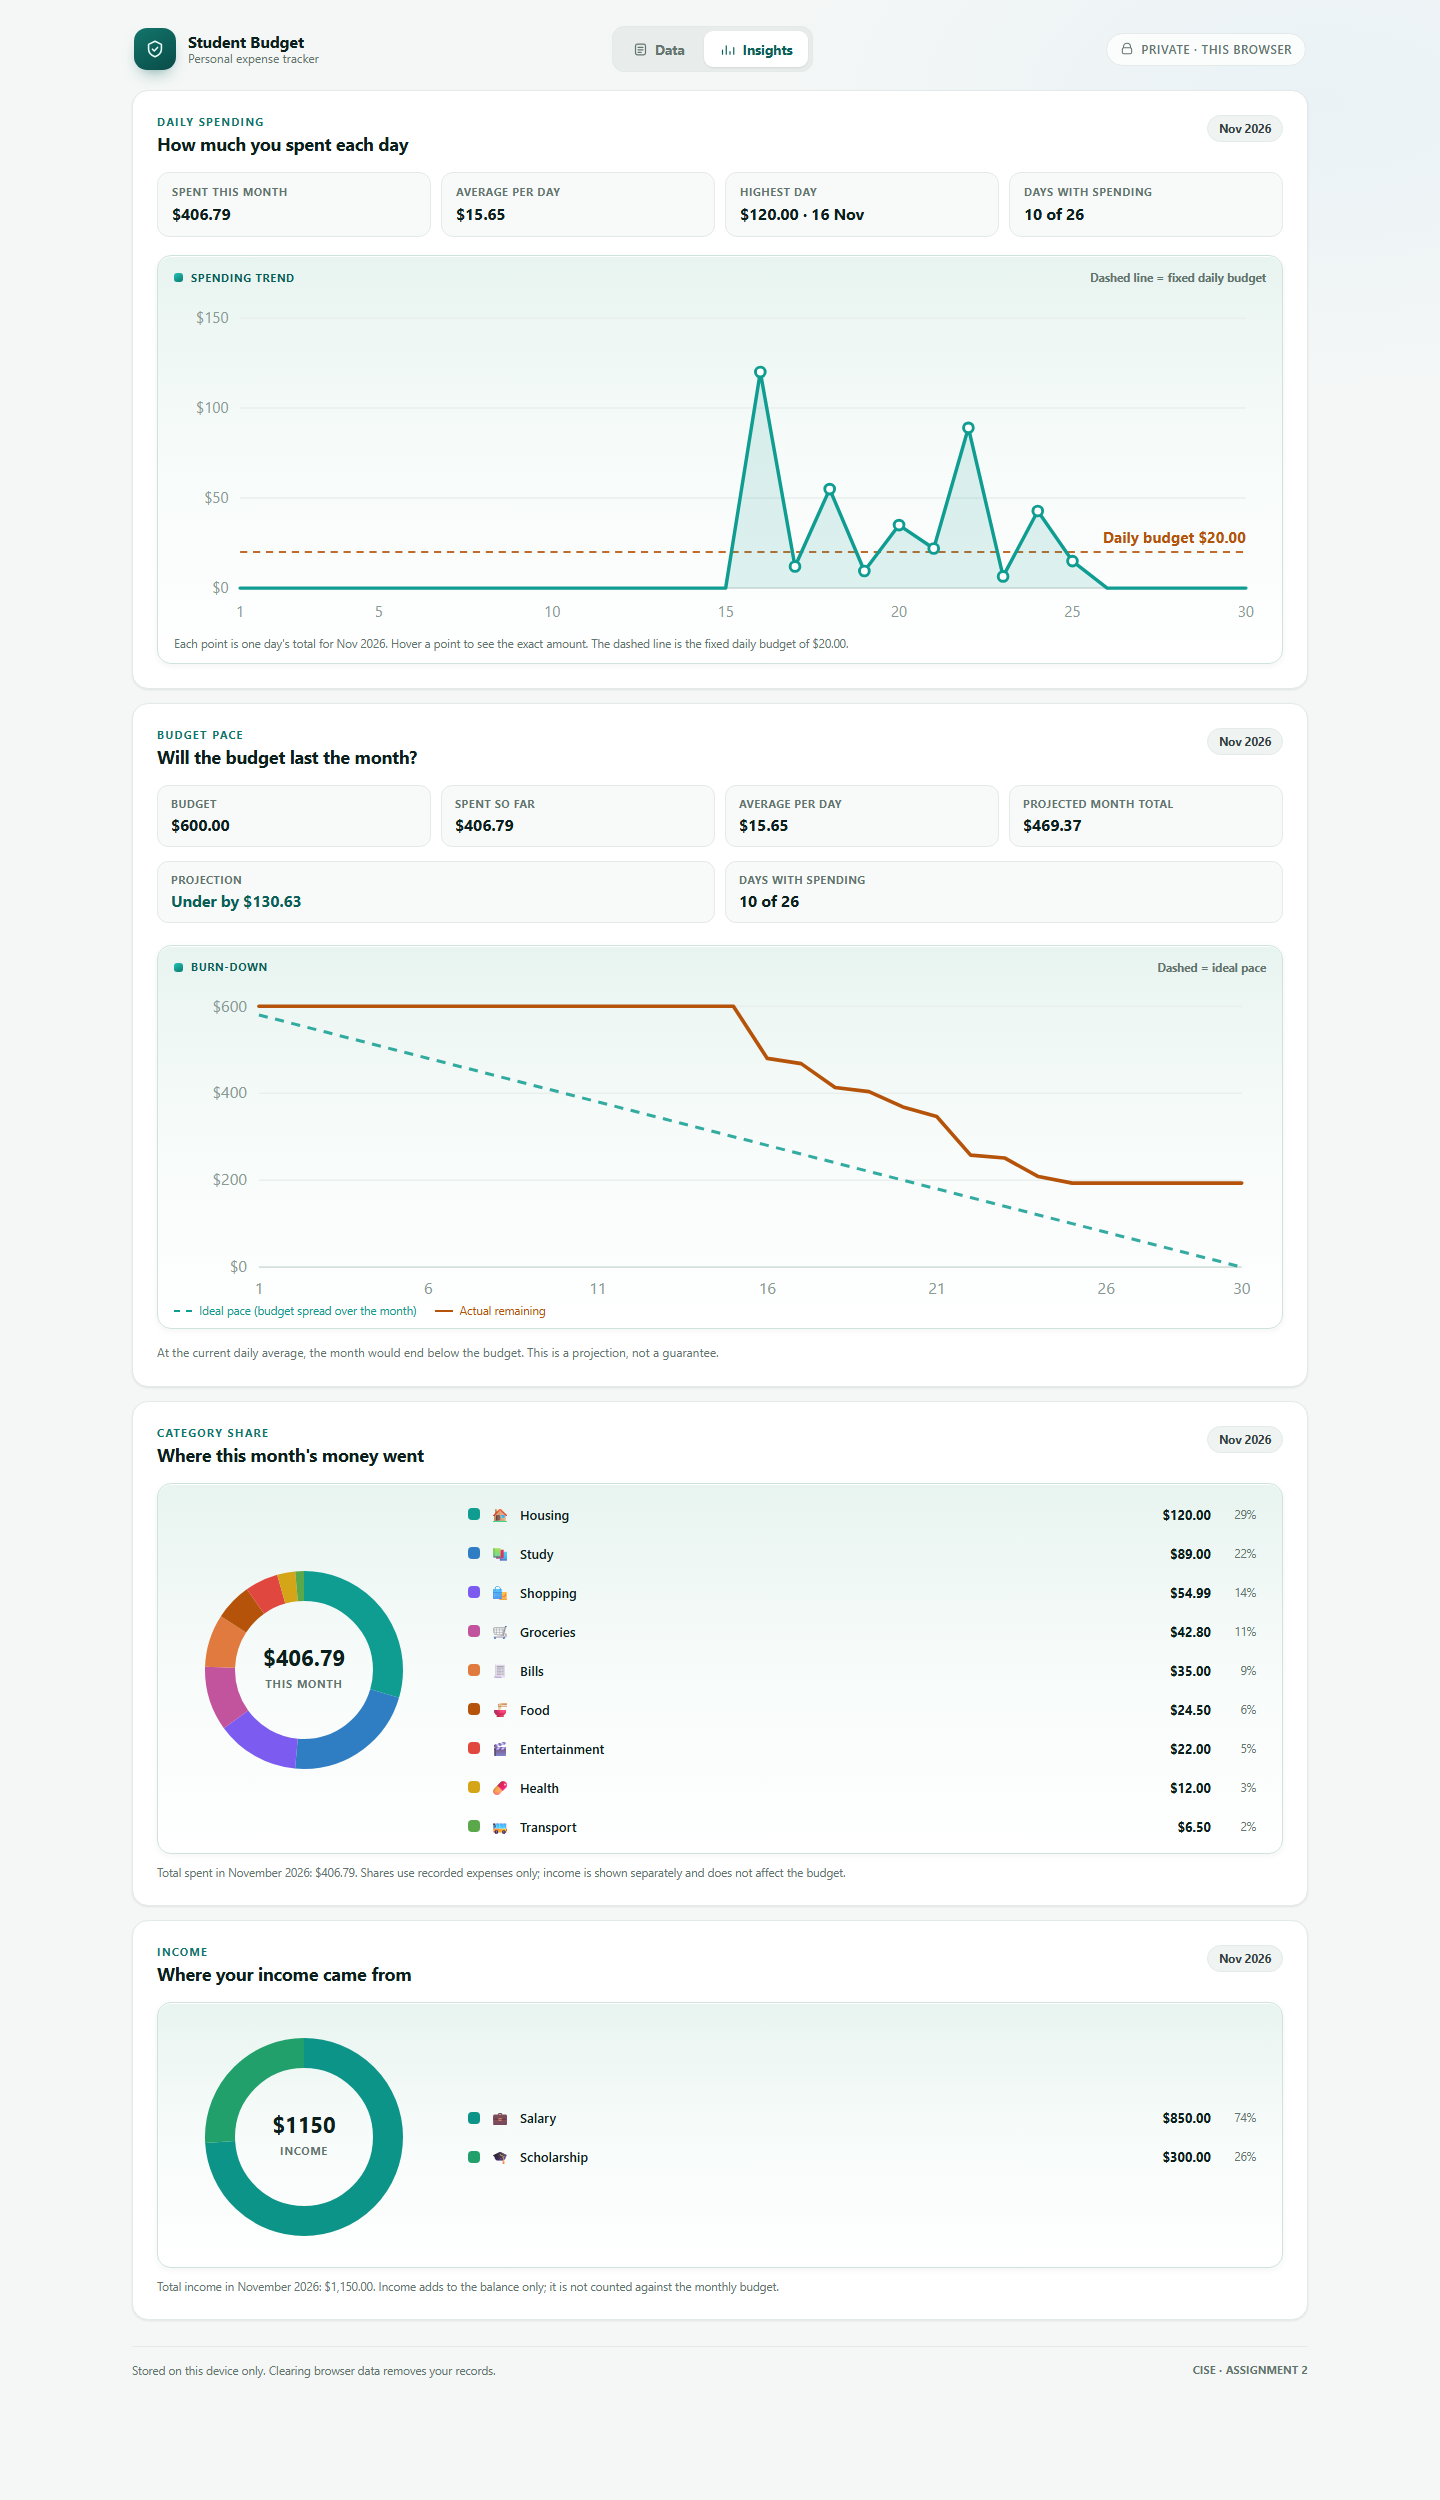 Student Budget
Personal expense tracker
Data
Insights
PRIVATE · THIS BROWSER
DAILY SPENDING
How much you spent each day
Nov 2026
SPENT THIS MONTH
$406.79
AVERAGE PER DAY
$15.65
HIGHEST DAY
$120.00 · 16 Nov
DAYS WITH SPENDING
10 of 26
SPENDING TREND
Dashed line = fixed daily budget
$150
$100
$50
$0
Daily budget $20.00
1 5 10 15 20 25 30
Each point is one day's total for Nov 2026. Hover a point to see the exact amount. The dashed line is the fixed daily budget of $20.00.
BUDGET PACE
Will the budget last the month?
Nov 2026
BUDGET
$600.00
SPENT SO FAR
$406.79
AVERAGE PER DAY
$15.65
PROJECTED MONTH TOTAL
$469.37
PROJECTION
Under by $130.63
DAYS WITH SPENDING
10 of 26
BURN-DOWN
Dashed = ideal pace
$600
$400
$200
$0
1 6 11 16 21 26 30
Ideal pace (budget spread over the month)
Actual remaining
At the current daily average, the month would end below the budget. This is a projection, not a guarantee.
CATEGORY SHARE
Where this month's money went
Nov 2026
$406.79
THIS MONTH
Housing $120.00 29%
Study $89.00 22%
Shopping $54.99 14%
Groceries $42.80 11%
Bills $35.00 9%
Food $24.50 6%
Entertainment $22.00 5%
Health $12.00 3%
Transport $6.50 2%
Total spent in November 2026: $406.79. Shares use recorded expenses only; income is shown separately and does not affect the budget.
INCOME
Where your income came from
Nov 2026
$1150
INCOME
Salary $850.00 74%
Scholarship $300.00 26%
Total income in November 2026: $1,150.00. Income adds to the balance only; it is not counted against the monthly budget.
Stored on this device only. Clearing browser data removes your records.
CISE · ASSIGNMENT 2